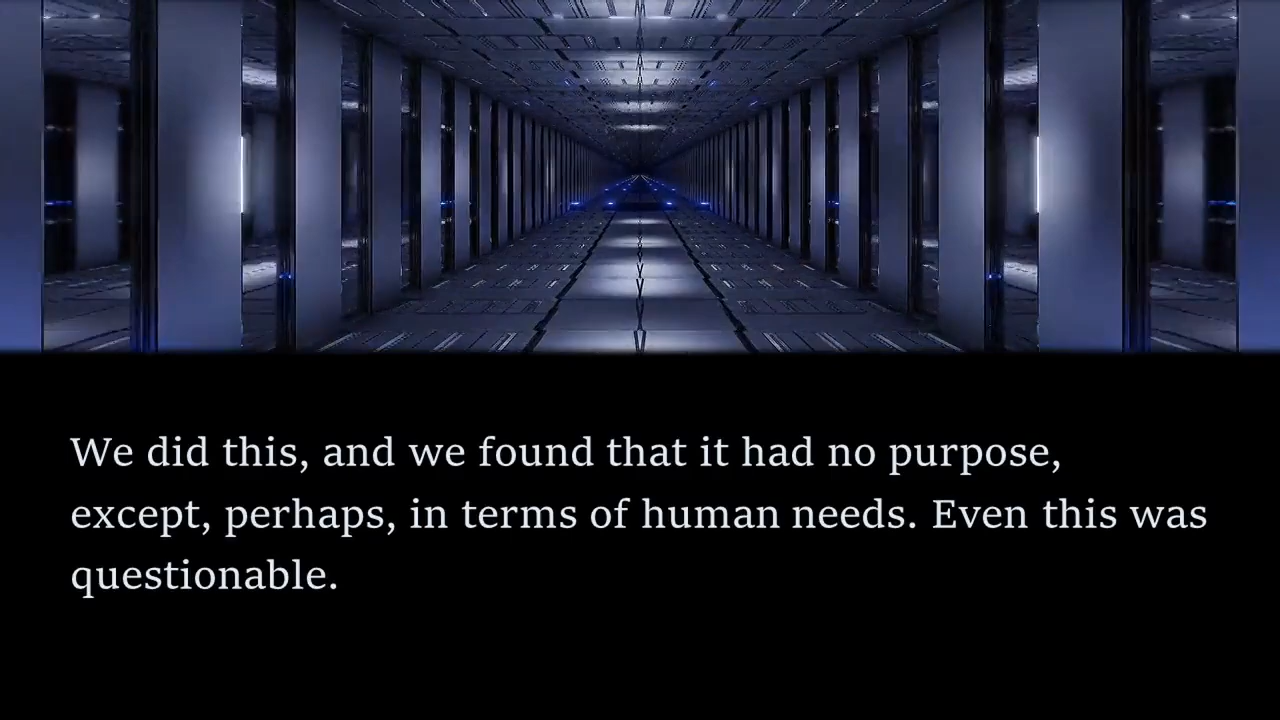 We did this, and we found that it had no purpose,
except, perhaps, in terms of human needs. Even this was
questionable.